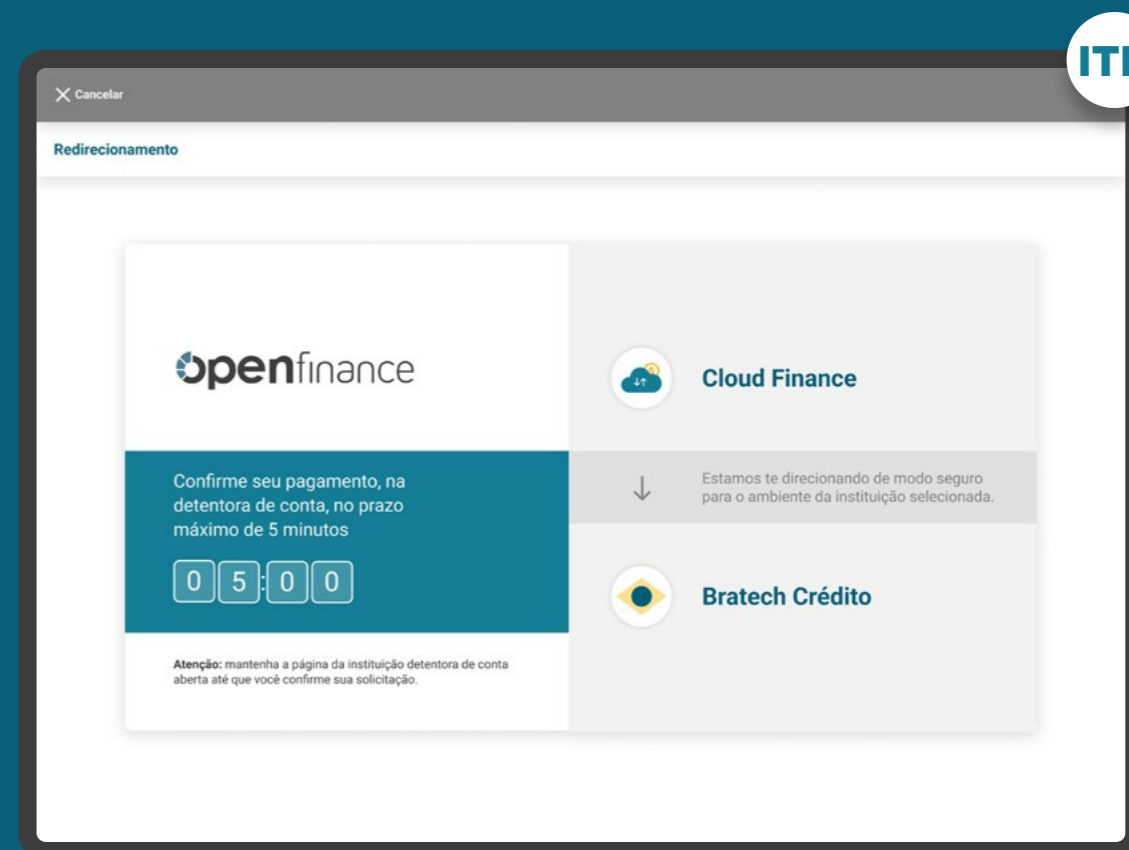 Cancelar
Redirecionamento
openfinance
Confirme seu pagamento, na
detentora de conta, no prazo
máximo de 5 minutos
05:00
Atenção: mantenha a página da instituição detentora de conta
aberta até que você confirme sua solicitação.
Cloud Finance
Estamos te direcionando de modo seguro
para o ambiente da instituição selecionada.
Bratech Crédito